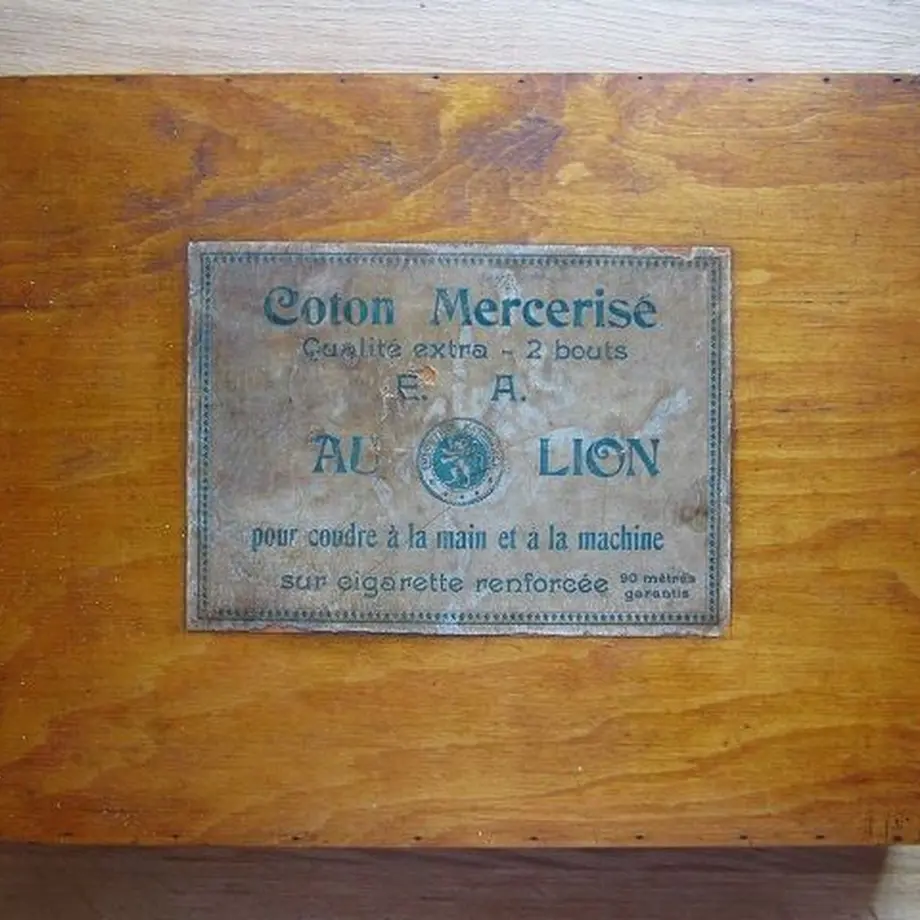 Coton Mercerisé
Qualité extra - 2 bouts
E. A.
AU LION
pour coudre à la main et à la machine
sur cigarette renforcée 90 mètres
garantis